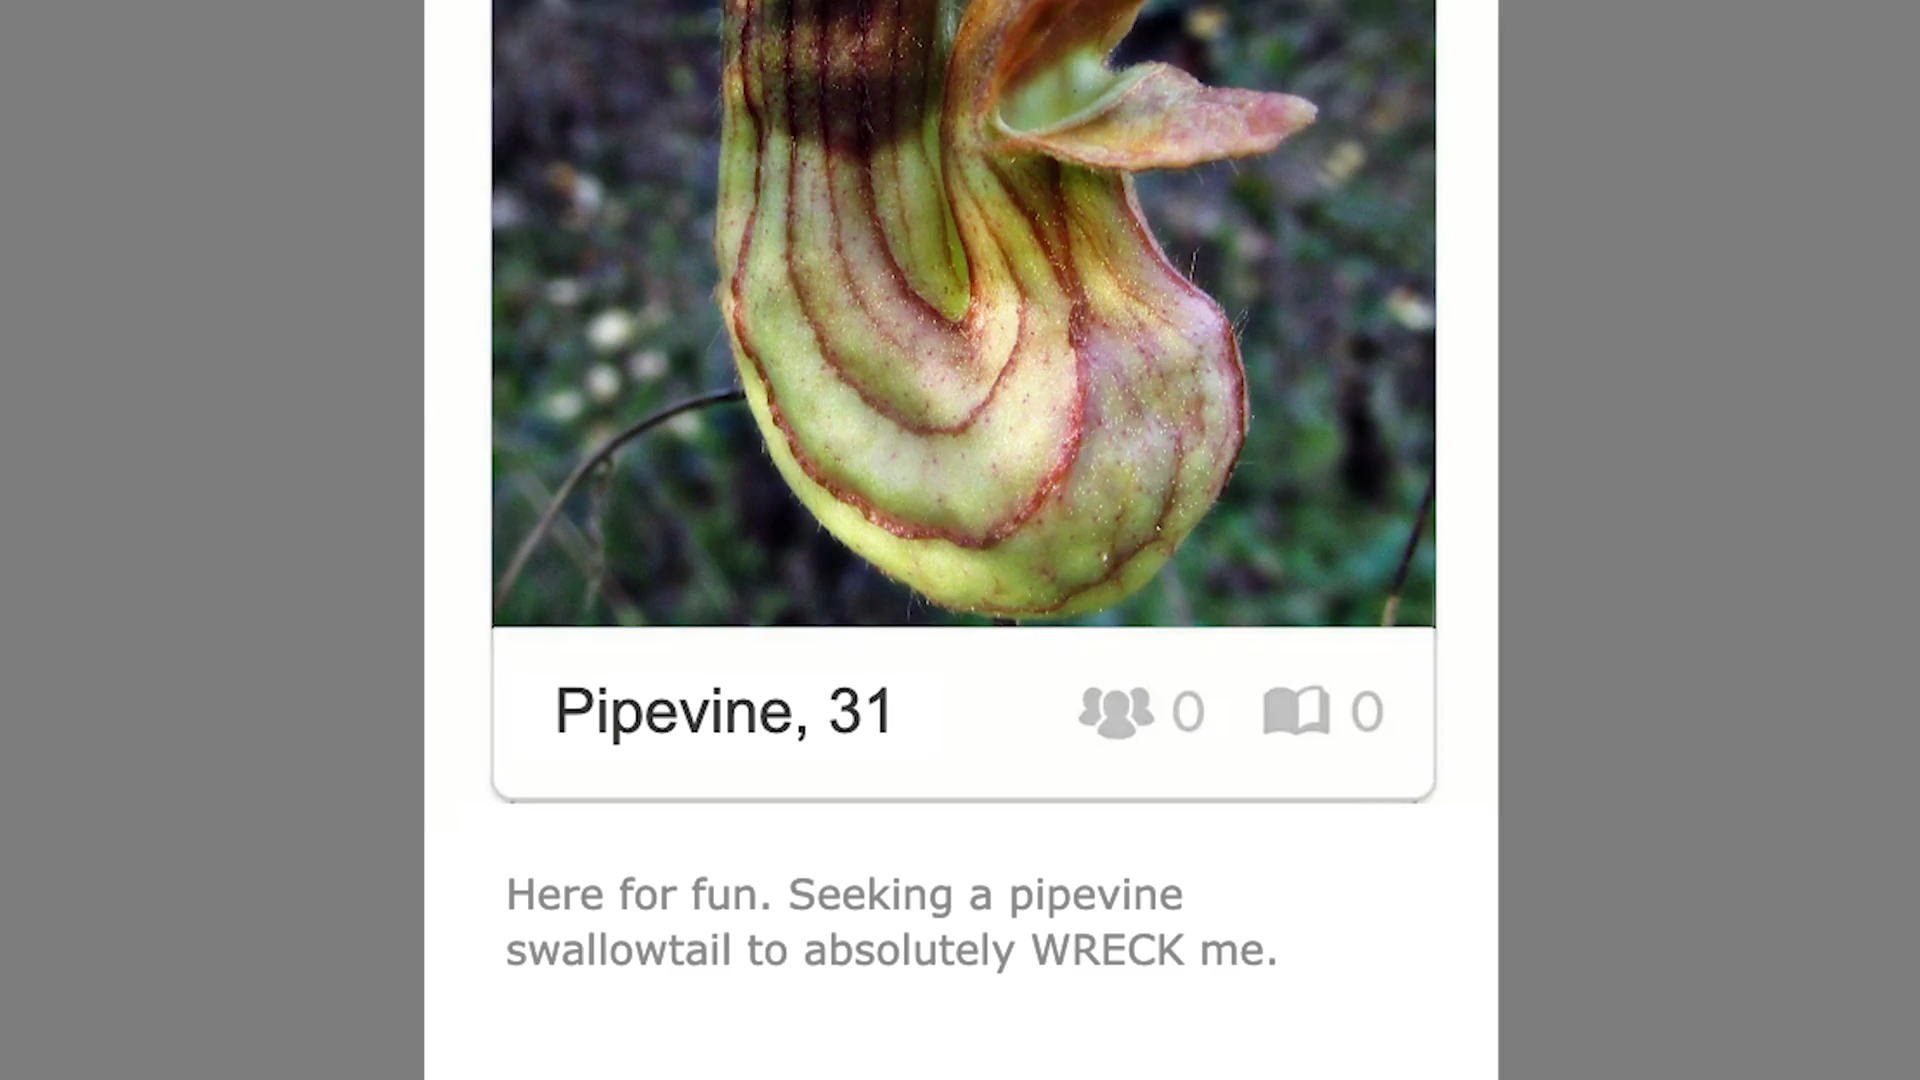 Pipevine, 31 0 0
Here for fun. Seeking a pipevine
swallowtail to absolutely WRECK me.